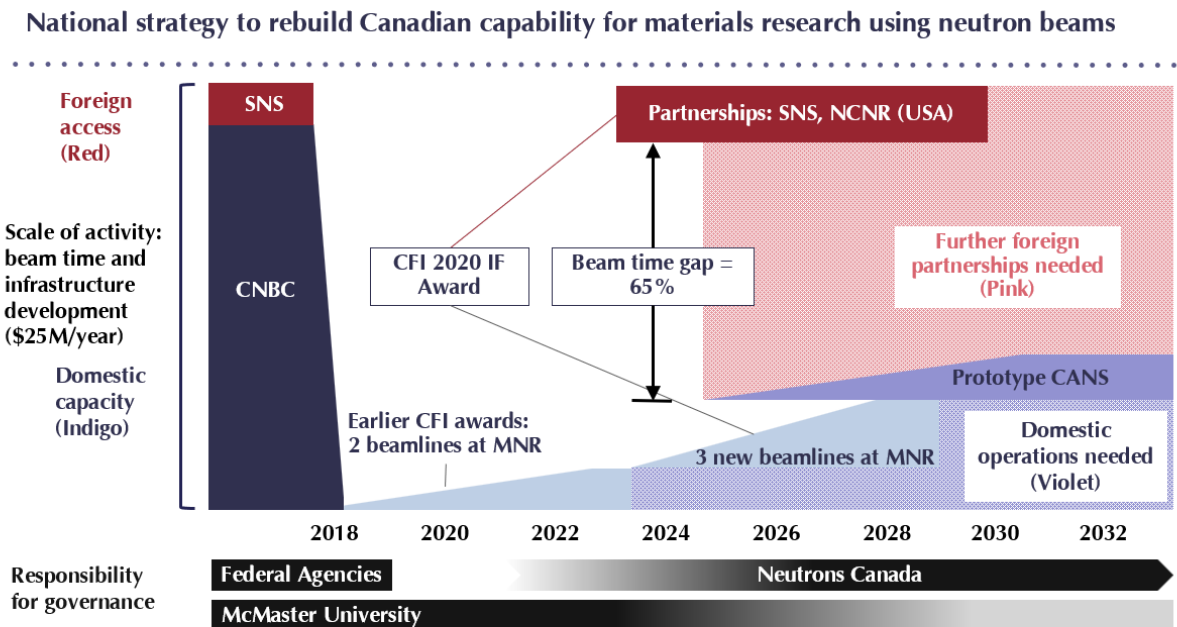 National strategy to rebuild Canadian capability for materials research using neutron beams
Foreign
access
(Red)
SNS
Partnerships: SNS, NCNR (USA)
Scale of activity:
beam time and
infrastructure
development
($25M/year)
CNBC
CFI 2020 IF
Award
Beam time gap =
65%
Further foreign
partnerships needed
(Pink)
Domestic
capacity
(Indigo)
Prototype CANS
Earlier CFI awards:
2 beamlines at MNR
3 new beamlines at MNR
Domestic
operations needed
(Violet)
2018 2020 2022 2024 2026 2028 2030 2032
Responsibility
for governance
Federal Agencies
Neutrons Canada
McMaster University